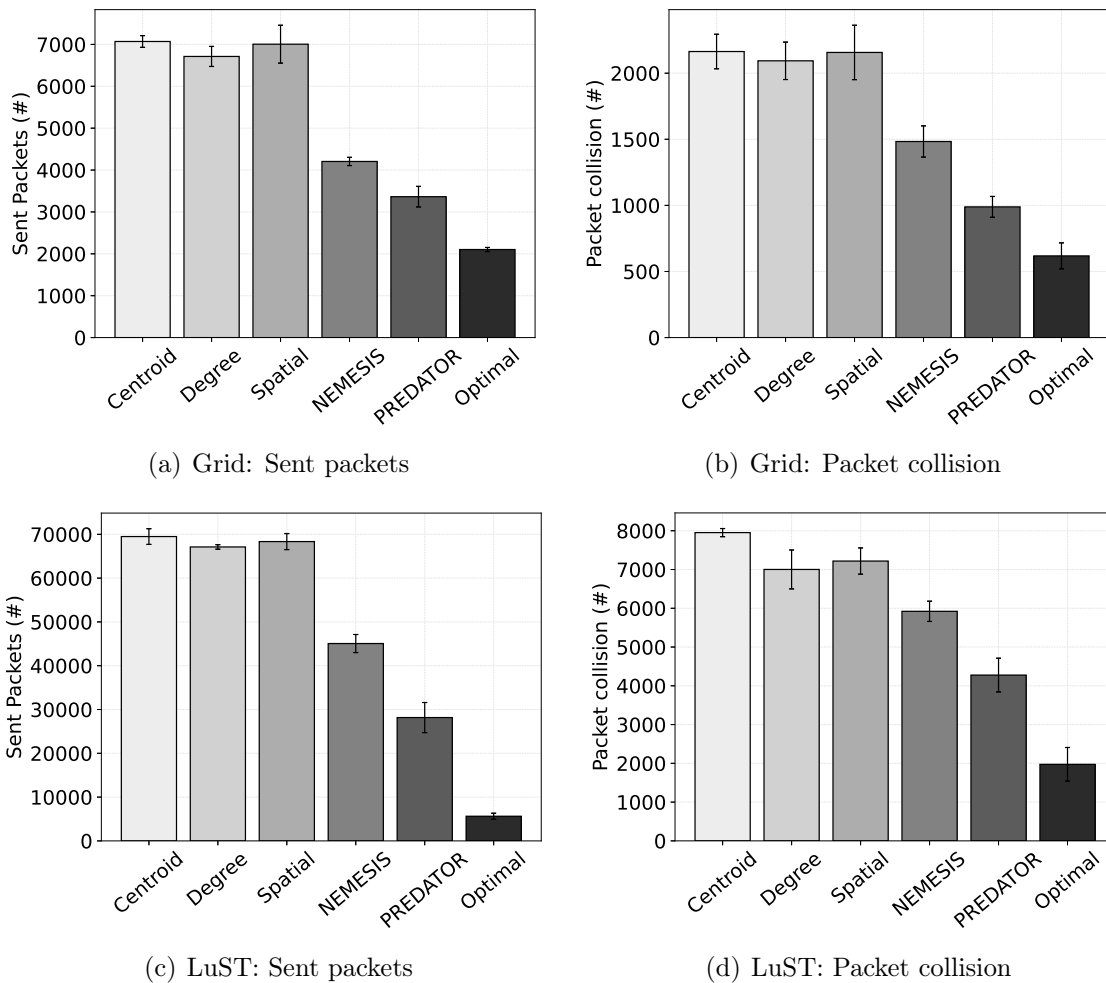 Sent Packets (#)
7000
6000
5000
4000
3000
2000
1000
0
Centroid
Degree
Spatial
NEMESIS
PREDATOR
Optimal
(a) Grid: Sent packets
Packet collision (#)
2000
1500
1000
500
0
Centroid
Degree
Spatial
NEMESIS
PREDATOR
Optimal
(b) Grid: Packet collision
Sent Packets (#)
70000
60000
50000
40000
30000
20000
10000
0
Centroid
Degree
Spatial
NEMESIS
PREDATOR
Optimal
(c) LuST: Sent packets
Packet collision (#)
8000
7000
6000
5000
4000
3000
2000
1000
0
Centroid
Degree
Spatial
NEMESIS
PREDATOR
Optimal
(d) LuST: Packet collision